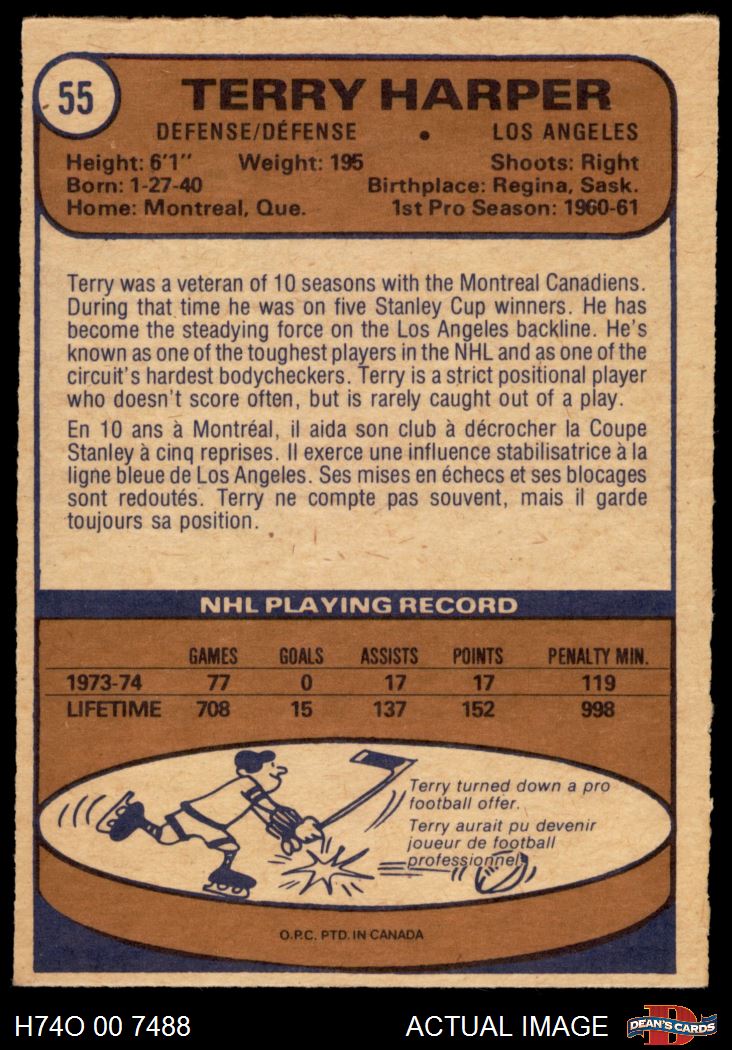 55
TERRY HARPER
DEFENSE/DÉFENSE • LOS ANGELES
Height: 6'1" Weight: 195 Shoots: Right
Born: 1-27-40 Birthplace: Regina, Sask.
Home: Montreal, Que. 1st Pro Season: 1960-61
Terry was a veteran of 10 seasons with the Montreal Canadiens.
During that time he was on five Stanley Cup winners. He has
become the steadying force on the Los Angeles backline. He's
known as one of the toughest players in the NHL and as one of the
circuit's hardest bodycheckers. Terry is a strict positional player
who doesn't score often, but is rarely caught out of a play.
En 10 ans à Montréal, il aida son club à décrocher la Coupe
Stanley à cinq reprises. Il exerce une influence stabilisatrice à la
ligne bleue de Los Angeles. Ses mises en échecs et ses blocages
sont redoutés. Terry ne compte pas souvent, mais il garde
toujours sa position.
NHL PLAYING RECORD
GAMES GOALS ASSISTS POINTS PENALTY MIN.
1973-74 77 0 17 17 119
LIFETIME 708 15 137 152 998
Terry turned down a pro
football offer.
Terry aurait pu devenir
joueur de football
professionnel.
O.P.C. PTD. IN CANADA
H74O 00 7488 ACTUAL IMAGE DEAN'S CARDS